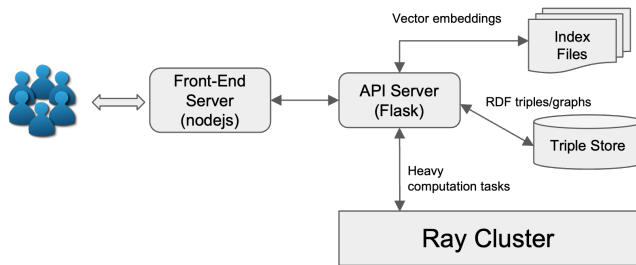 Vector embeddings
Index
Files
Front-End
Server
(nodejs)
API Server
(Flask)
RDF triples/graphs
Triple Store
Heavy
computation tasks
Ray Cluster